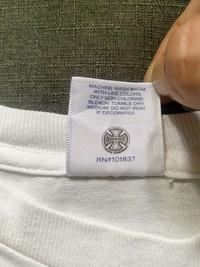 MACHINE WASH WARM
WITH LIKE COLORS
ONLY NON-CHLORINE
BLEACH. TUMBLE DRY
MEDIUM. DO NOT IRON
IF DECORATED.
RN#101837